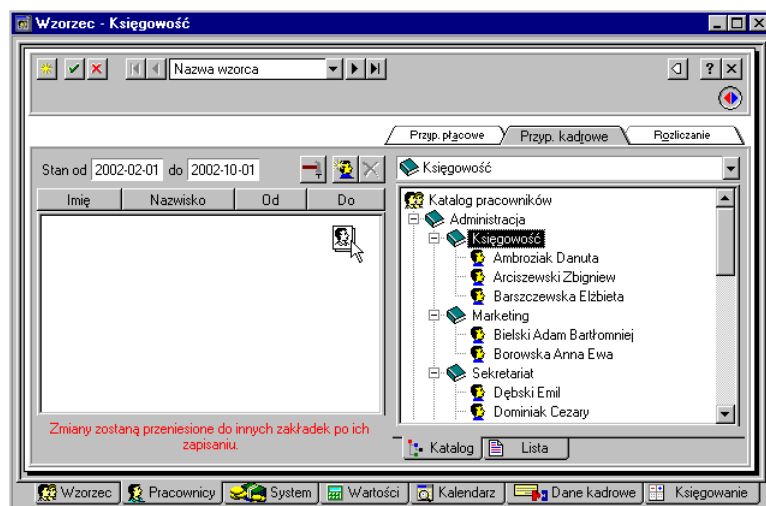 Wzorzec - Księgowość
Nazwa wzorca
Przyp. płacowe Przyp. kadrowe Rozliczanie
Stan od 2002-02-01 do 2002-10-01
Księgowość
Imię Nazwisko Od Do
Katalog pracowników
Administracja
Księgowość
Ambroziak Danuta
Arciszewski Zbigniew
Barszczewska Elżbieta
Marketing
Bielski Adam Bartłomniej
Borowska Anna Ewa
Sekretariat
Dębski Emil
Dominiak Cezary
Zmiany zostaną przeniesione do innych zakładek po ich
zapisaniu.
Katalog Lista
Wzorzec Pracownicy System Wartości Kalendarz Dane kadrowe Księgowanie